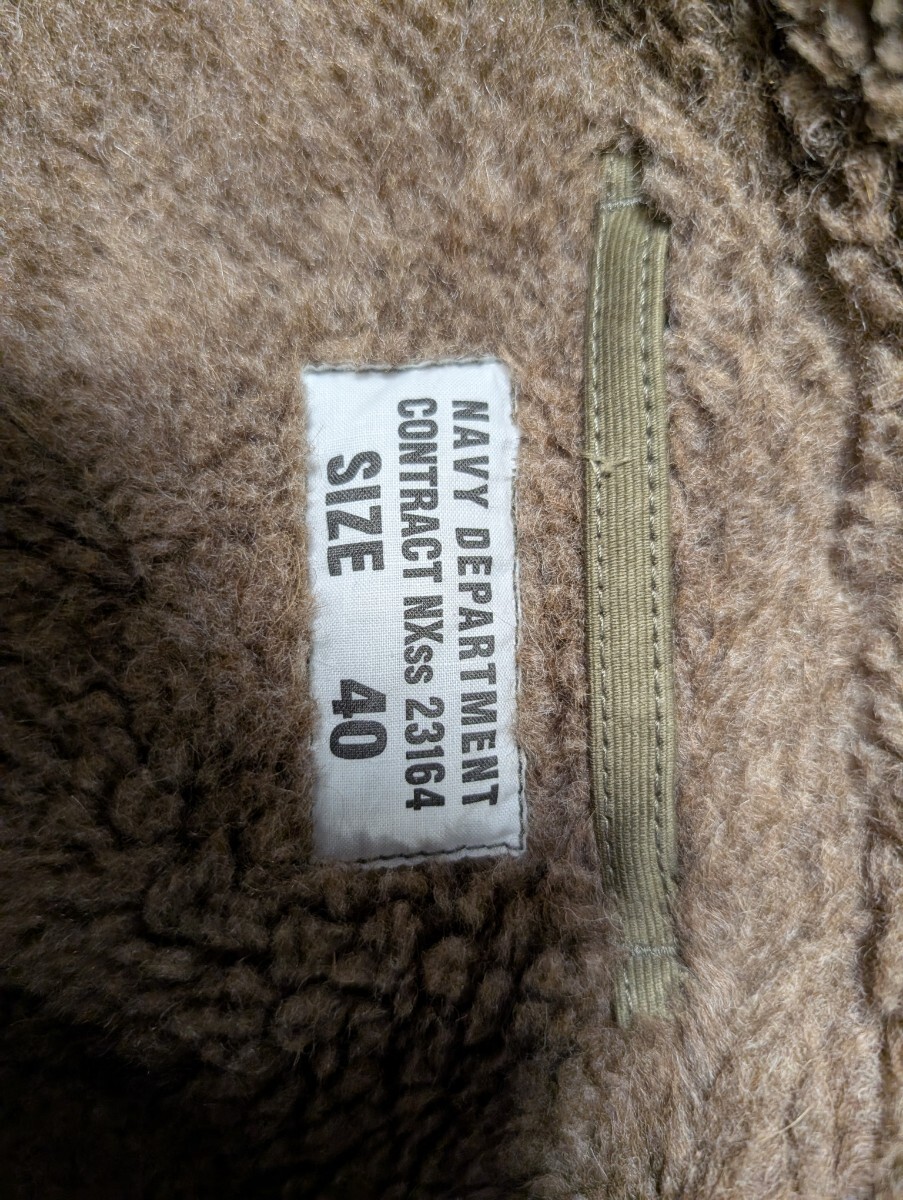 NAVY DEPARTMENT
CONTRACT NXss 23164
SIZE 40